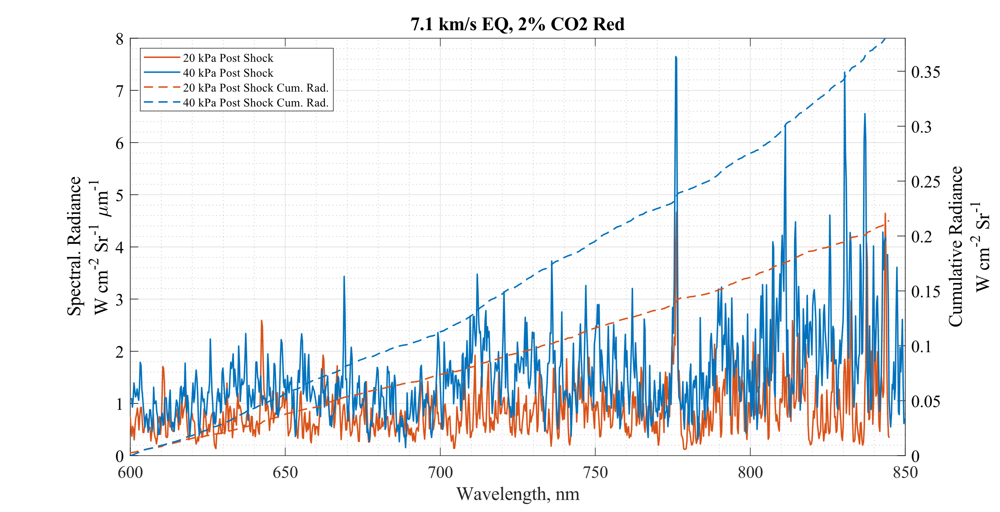 7.1 km/s EQ, 2% CO2 Red
20 kPa Post Shock
40 kPa Post Shock
20 kPa Post Shock Cum. Rad.
40 kPa Post Shock Cum. Rad.
Spectral. Radiance
W cm-2 Sr-1 μm-1
8
7
6
5
4
3
2
1
0
0.35
0.3
0.25
0.2
0.15
0.1
0.05
0
Cumulative Radiance
W cm-2 Sr-1
600 650 700 750 800 850
Wavelength, nm